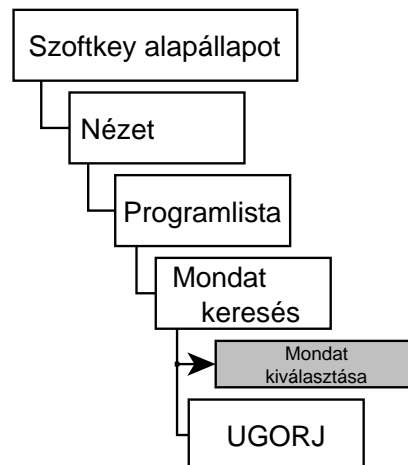 Szoftkey alapállapot
Nézet
Programlista
Mondat
keresés
Mondat
kiválasztása
UGORJ